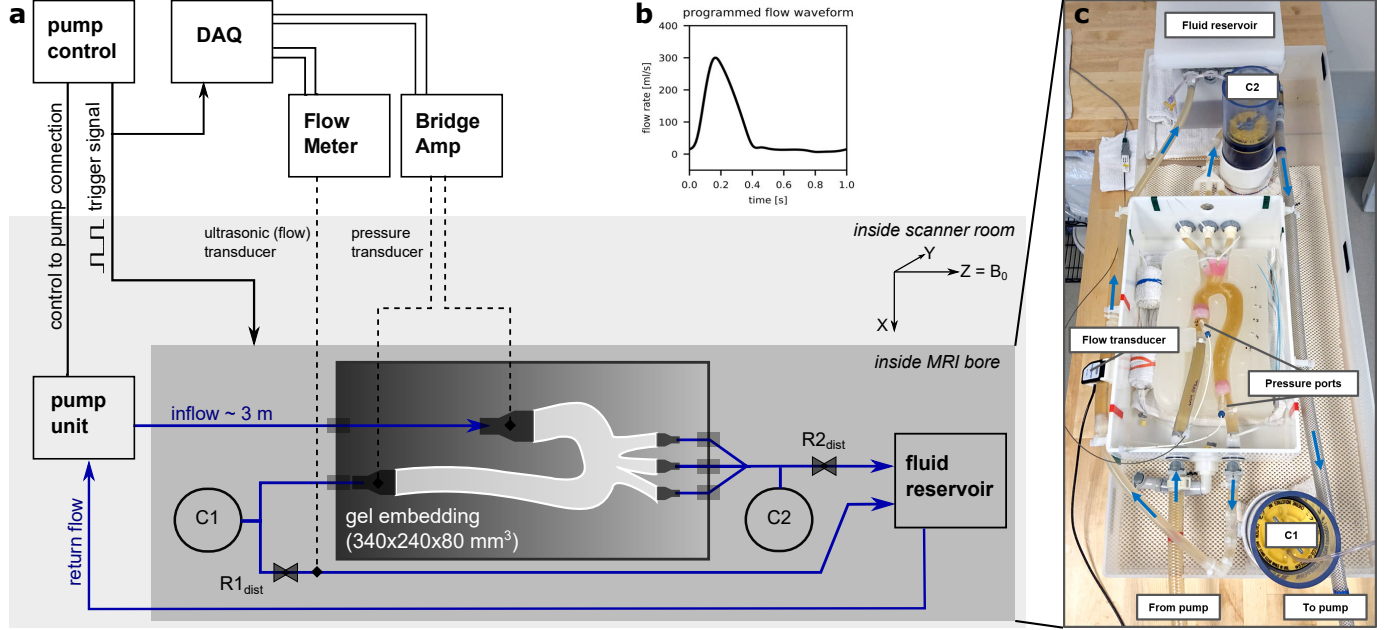 a
pump
control
DAQ
Flow
Meter
Bridge
Amp
control to pump connection
trigger signal
ultrasonic (flow)
transducer
pressure
transducer
inside scanner room
Y
Z = B0
X
inside MRI bore
pump
unit
inflow ~ 3 m
return flow
C1
R1dist
gel embedding
(340x240x80 mm3)
R2dist
C2
fluid
reservoir
b
programmed flow waveform
flow rate [ml/s]
400
300
200
100
0
0.0
0.2
0.4
0.6
0.8
1.0
time [s]
c
Fluid reservoir
C2
Flow transducer
Pressure ports
C1
From pump
To pump